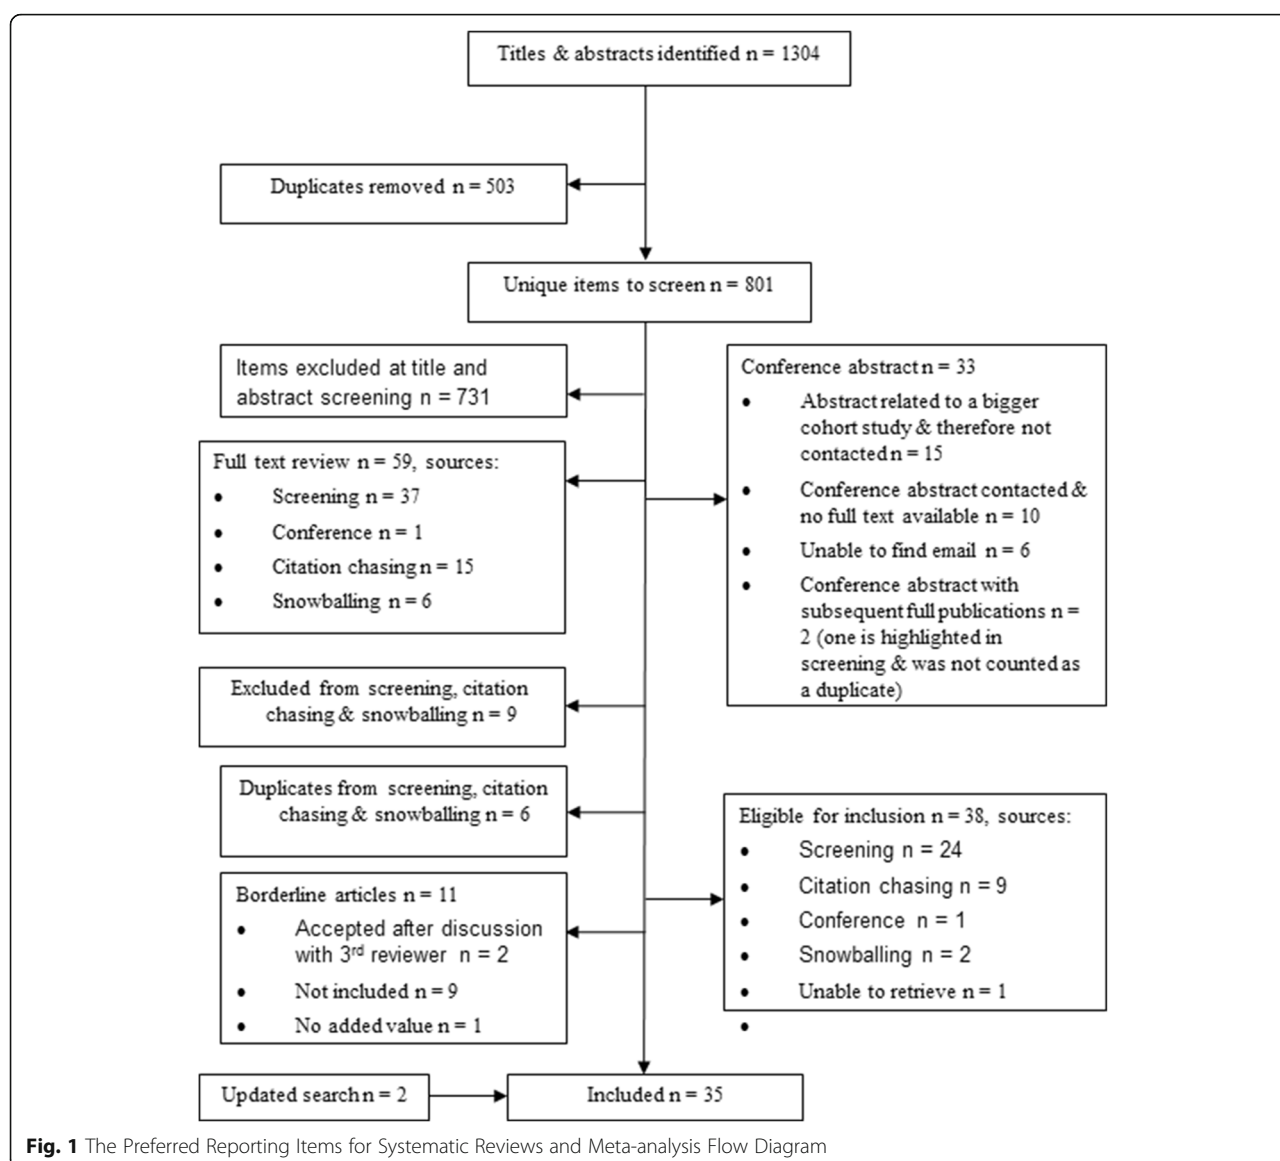 Titles & abstracts identified n = 1304
Duplicates removed n = 503
Unique items to screen n = 801
Items excluded at title and
abstract screening n = 731
Conference abstract n = 33
• Abstract related to a bigger
cohort study & therefore not
contacted n = 15
• Conference abstract contacted &
no full text available n = 10
• Unable to find email n = 6
• Conference abstract with
subsequent full publications n =
2 (one is highlighted in
screening & was not counted as
a duplicate)
Full text review n = 59, sources:
• Screening n = 37
• Conference n = 1
• Citation chasing n = 15
• Snowballing n = 6
Excluded from screening, citation
chasing & snowballing n = 9
Duplicates from screening, citation
chasing & snowballing n = 6
Eligible for inclusion n = 38, sources:
• Screening n = 24
• Citation chasing n = 9
• Conference n = 1
• Snowballing n = 2
• Unable to retrieve n = 1
•
Borderline articles n = 11
• Accepted after discussion
with 3rd reviewer n = 2
• Not included n = 9
• No added value n = 1
Updated search n = 2
Included n = 35
Fig. 1 The Preferred Reporting Items for Systematic Reviews and Meta-analysis Flow Diagram